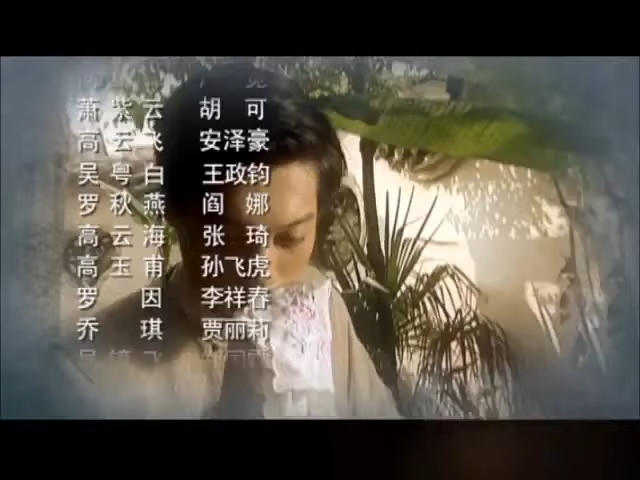 萧紫云 胡可
高云飞 安泽豪
吴粤白 王政钧
罗秋燕 阎娜
高云海 张琦
高玉甫 孙飞虎
罗因 李祥春
乔琪 贾丽莉